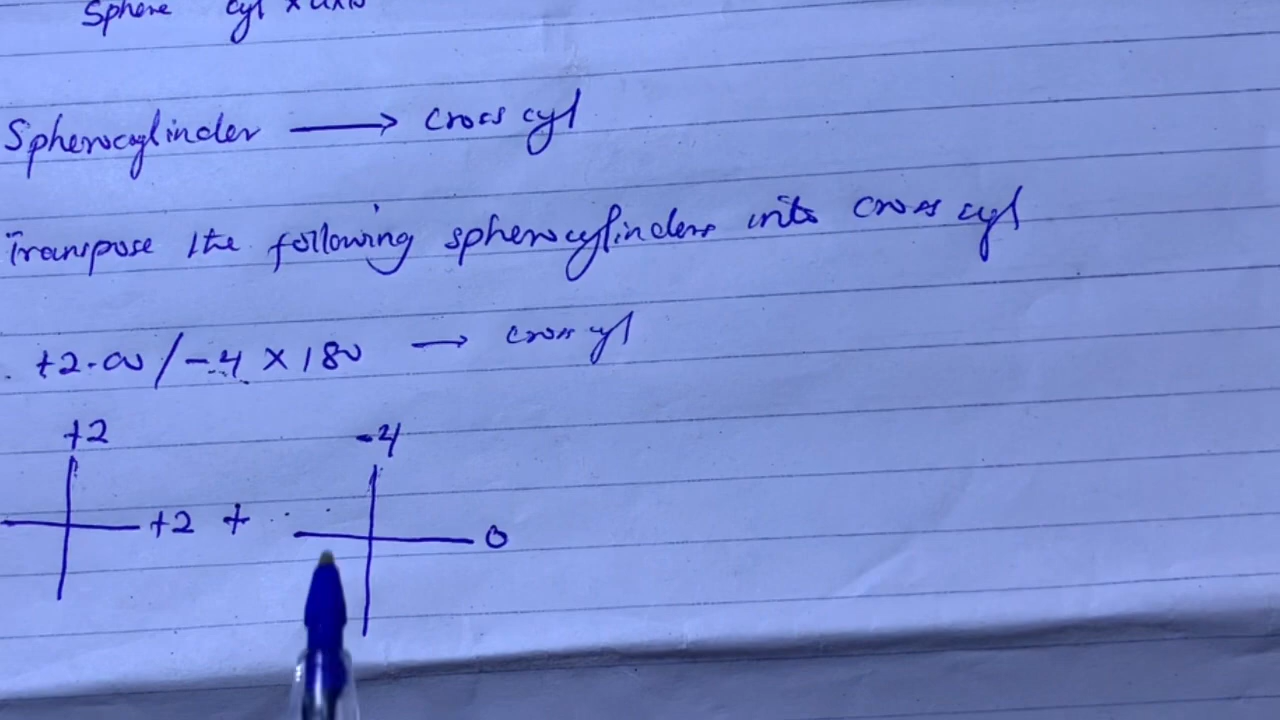 Sphere cyl x axis
Spherocylinder → cross cyl
Transpose the following spherocylinders into cross cyl
. +2.00 / -4 X 180 → cross cyl
+2 -4
+2 + 0